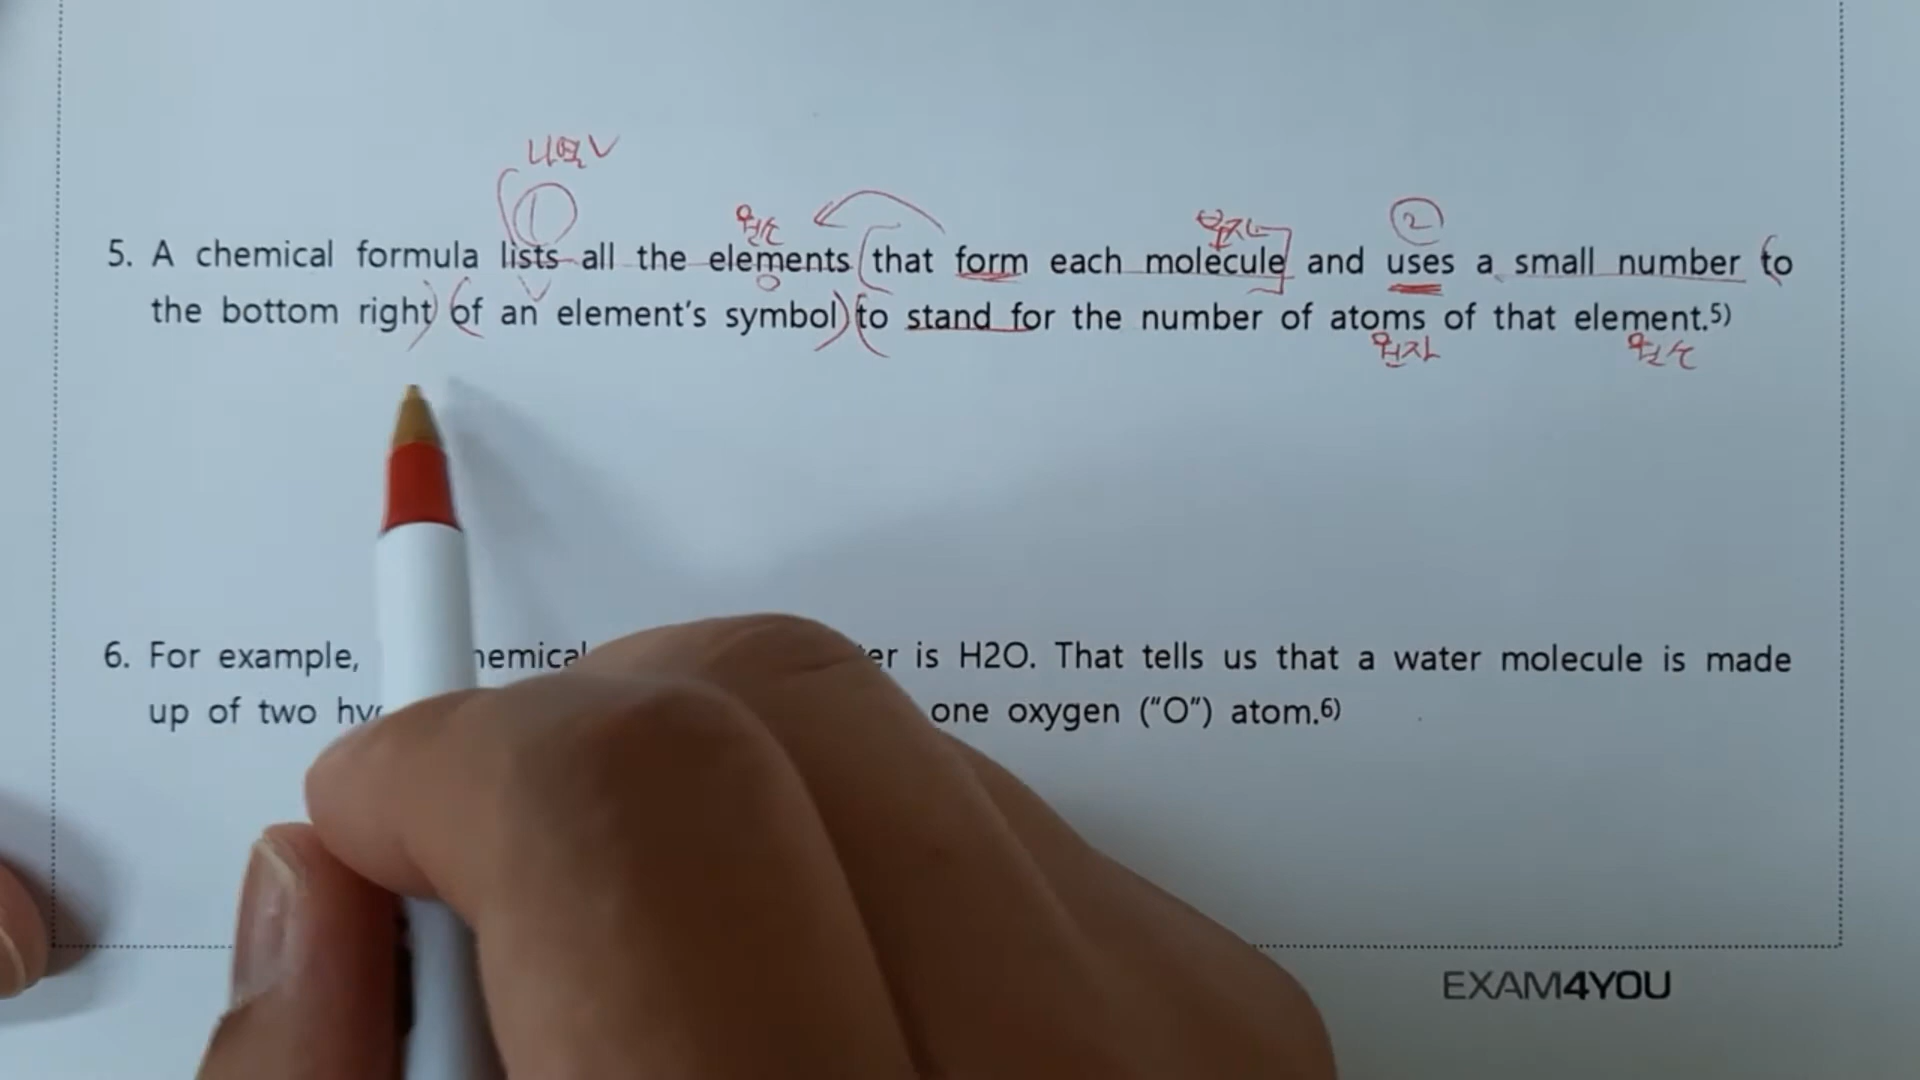 나열
①
원소
분자
②
5. A chemical formula lists all the elements that form each molecule and uses a small number to
the bottom right of an element's symbol to stand for the number of atoms of that element.5)
원자
원소
6. For example, is H2O. That tells us that a water molecule is made
up of two one oxygen ("O") atom.6)
EXAM4YOU